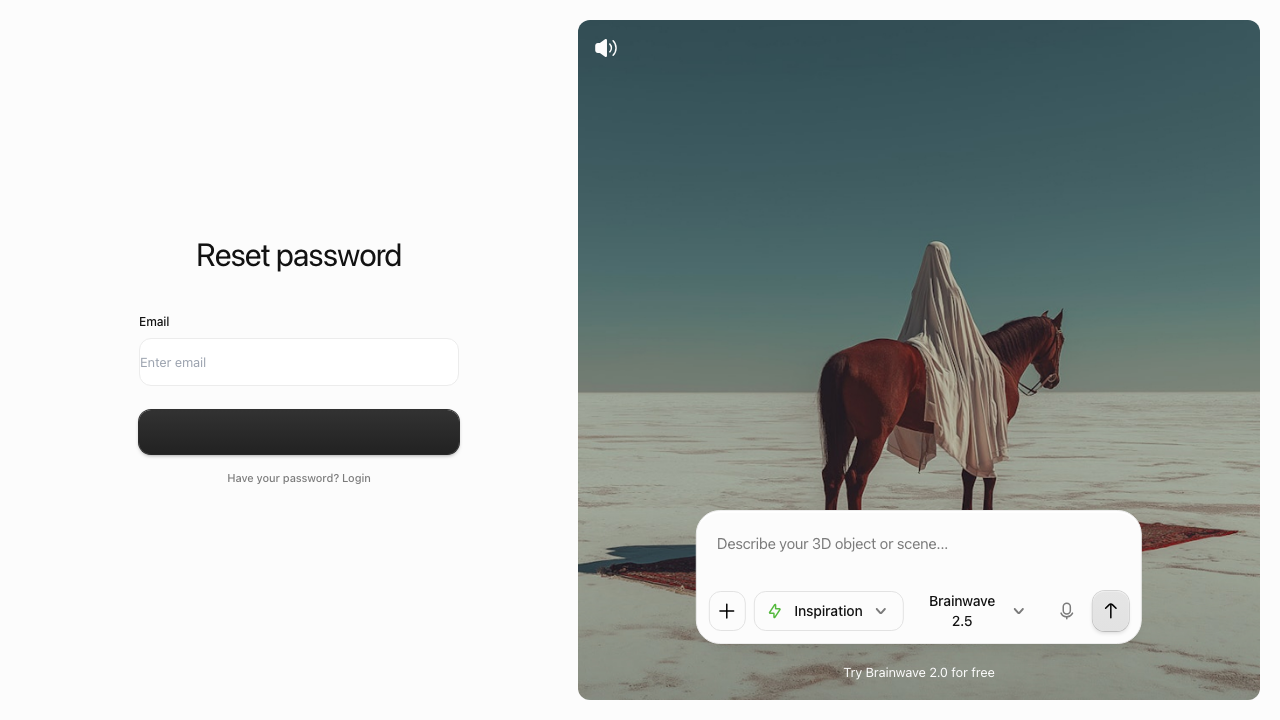 Reset password
Email
Enter email
Have your password? Login
Describe your 3D object or scene...
Inspiration
Brainwave
2.5
Try Brainwave 2.0 for free